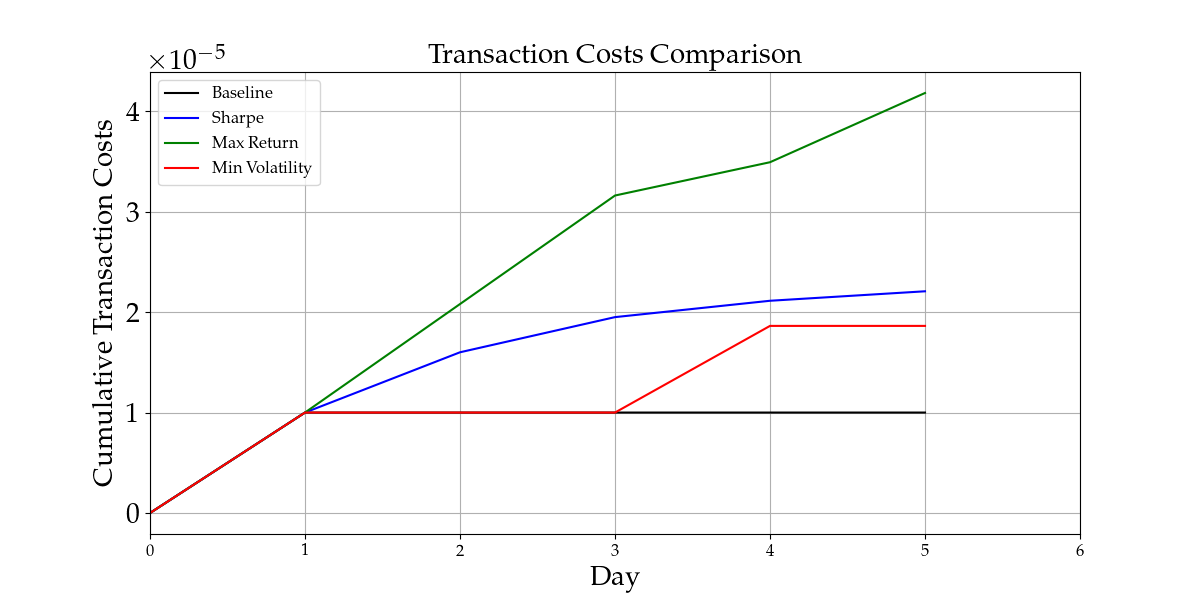 Transaction Costs Comparison
×10⁻⁵
Baseline
Sharpe
Max Return
Min Volatility
Cumulative Transaction Costs
4
3
2
1
0
0 1 2 3 4 5 6
Day